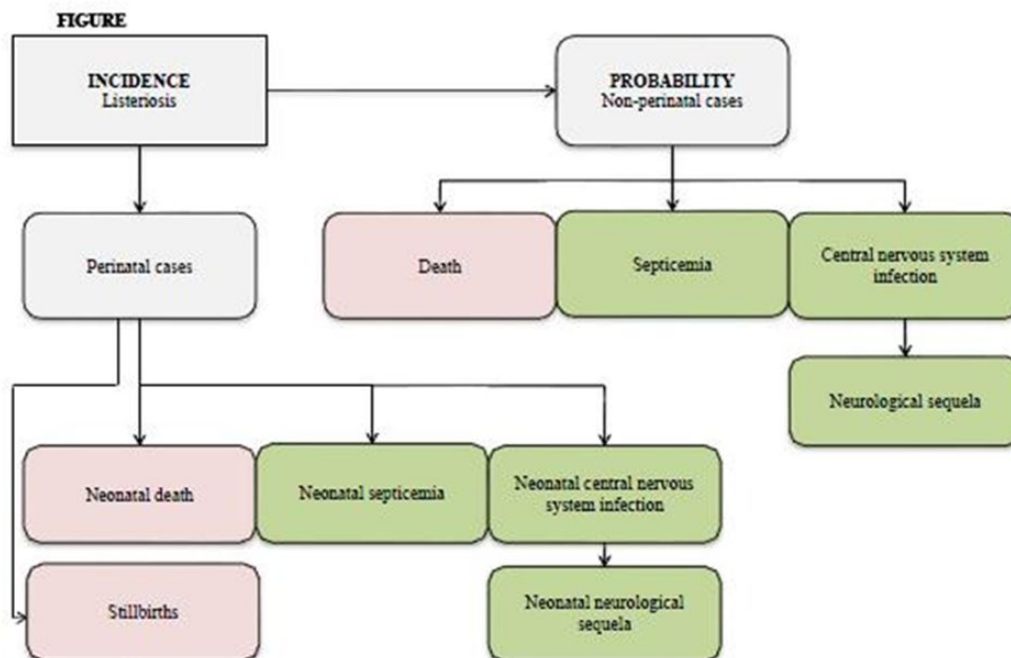 FIGURE
INCIDENCE
Listeriosis
PROBABILITY
Non-perinatal cases
Perinatal cases
Death
Septicemia
Central nervous system
infection
Neurological sequela
Neonatal death
Neonatal septicemia
Neonatal central nervous
system infection
Stillbirths
Neonatal neurological
sequela